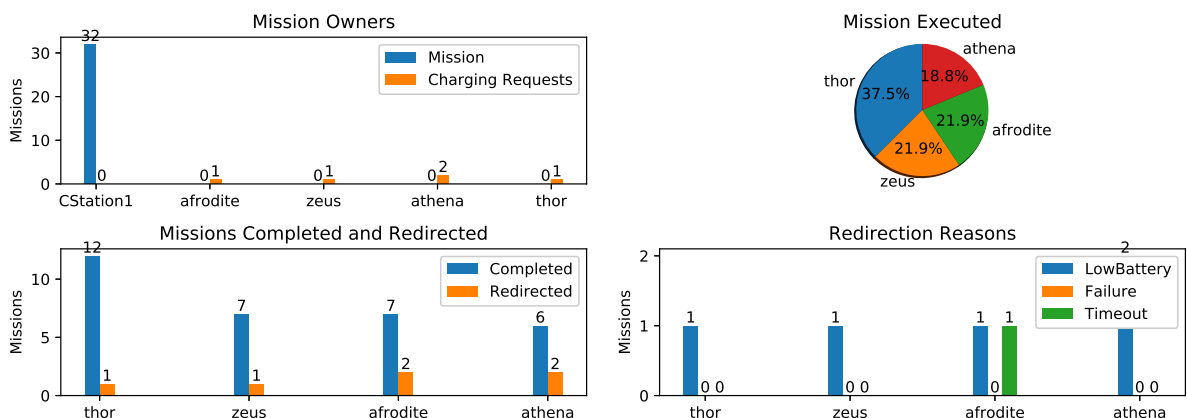 Mission Owners
32
30
20
10
0
Missions
Mission
Charging Requests
0
0 1
0 1
0 2
0 1
CStation1 afrodite zeus athena thor
Mission Executed
athena
18.8%
thor
37.5%
21.9%
afrodite
21.9%
zeus
Missions Completed and Redirected
12
10
5
0
Missions
Completed
Redirected
1
7
1
7
2
6
2
thor zeus afrodite athena
Redirection Reasons
2
2
1
0
Missions
LowBattery
Failure
Timeout
1
0 0
1
0 0
1
0
1
0 0
thor zeus afrodite athena